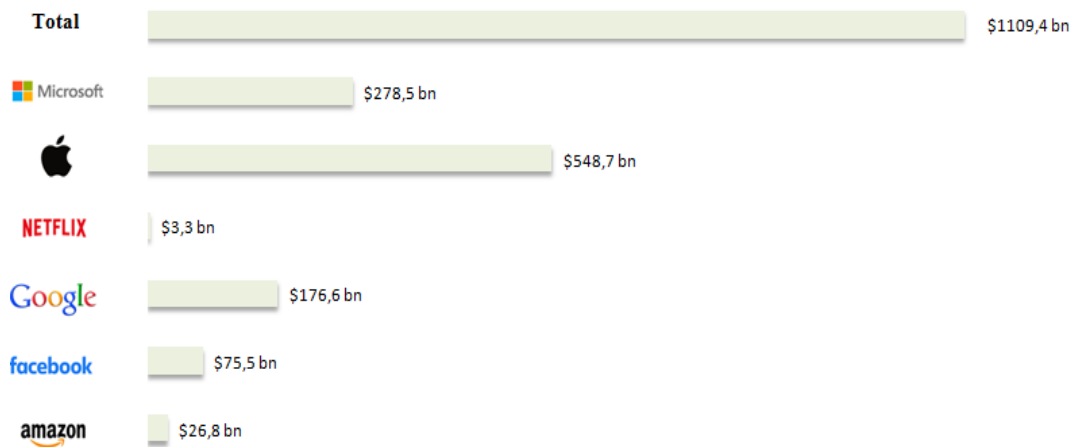 Total $1109,4 bn
Microsoft $278,5 bn
$548,7 bn
NETFLIX $3,3 bn
Google $176,6 bn
facebook $75,5 bn
amazon $26,8 bn